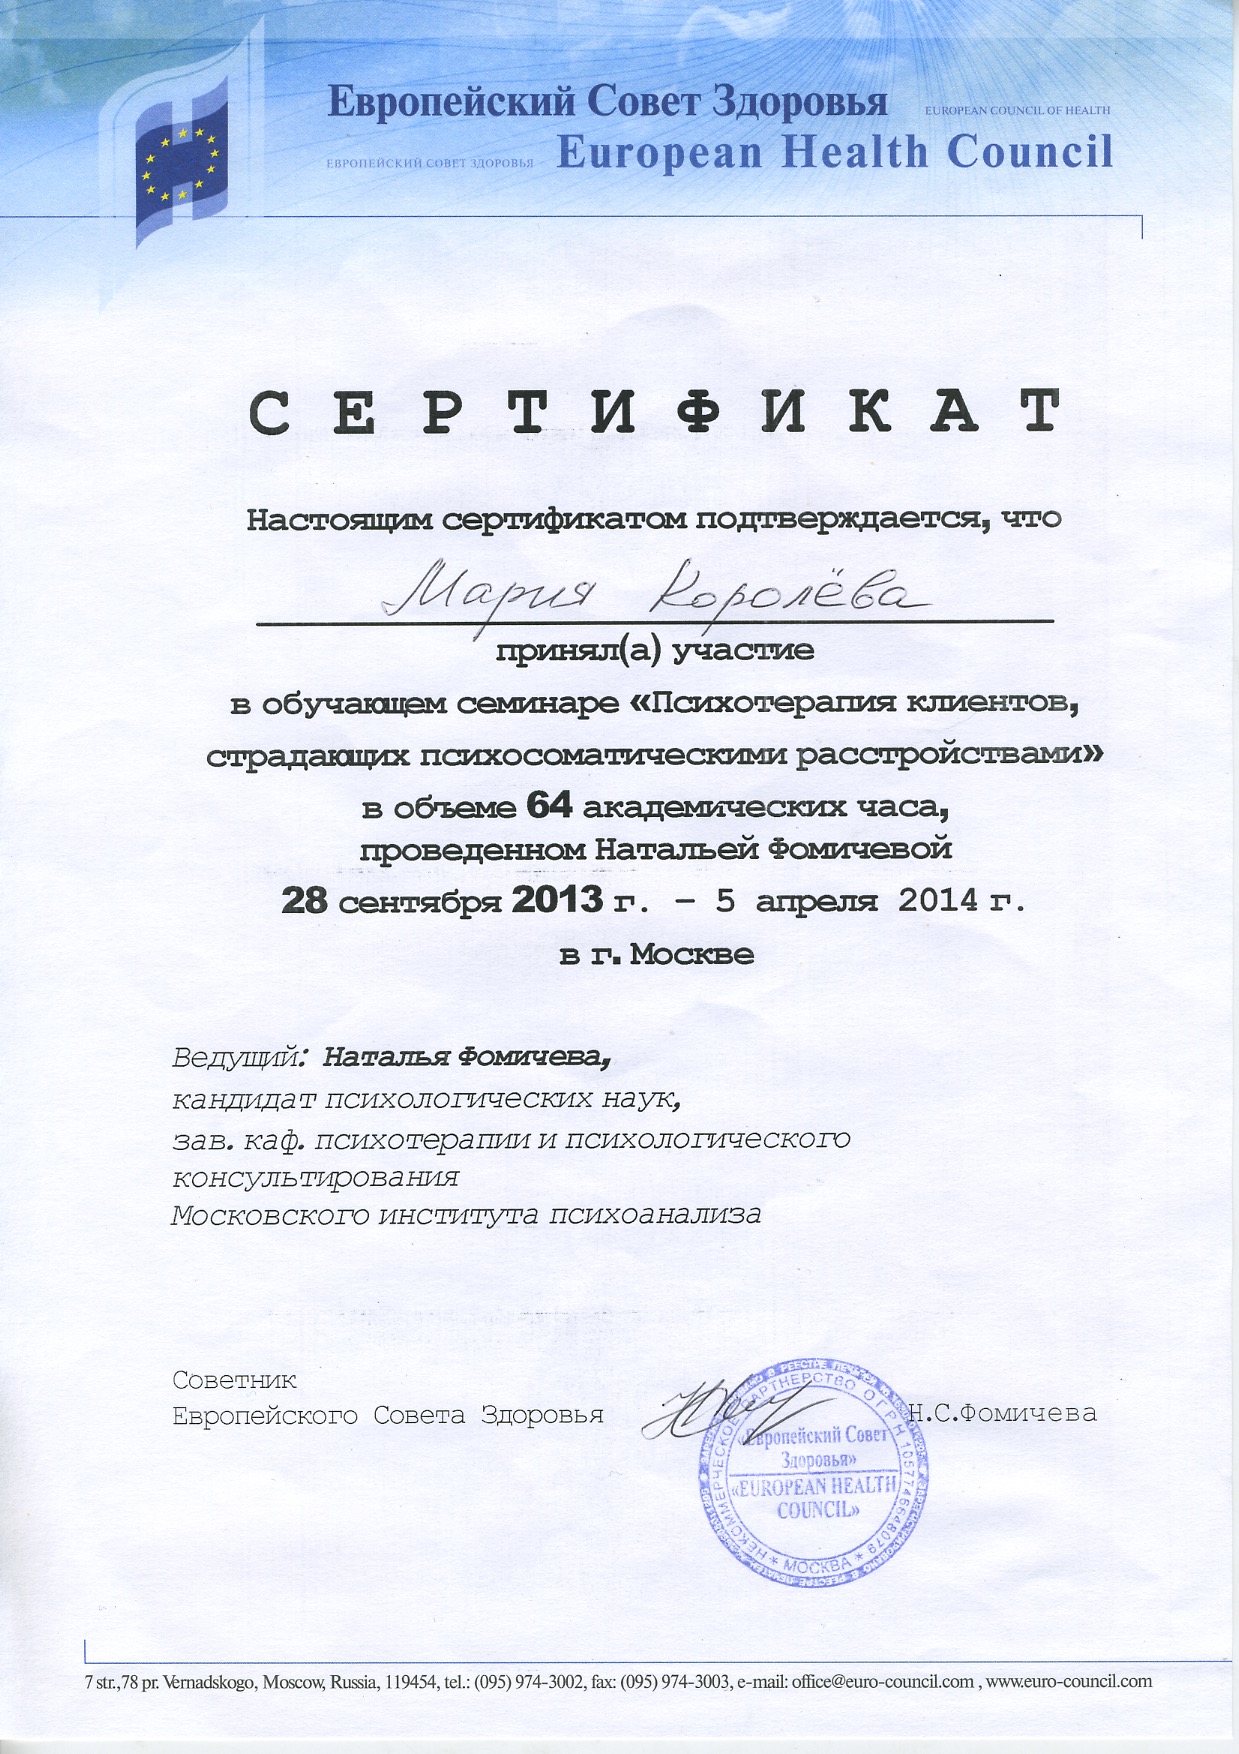 Европейский Совет Здоровья EUROPEAN COUNCIL OF HEALTH
ЕВРОПЕЙСКИЙ СОВЕТ ЗДОРОВЬЯ European Health Council
СЕРТИФИКАТ
Настоящим сертификатом подтверждается, что
Мария Королёва
принял(а) участие
в обучающем семинаре «Психотерапия клиентов,
страдающих психосоматическими расстройствами»
в объеме 64 академических часа,
проведенном Натальей Фомичевой
28 сентября 2013 г. – 5 апреля 2014 г.
в г. Москве
Ведущий: Наталья Фомичева,
кандидат психологических наук,
зав. каф. психотерапии и психологического
консультирования
Московского института психоанализа
Советник
Европейского Совета Здоровья Н.С.Фомичева
НЕКОММЕРЧЕСКОЕ ПАРТНЕРСТВО ОГРН 1057746648079
* МОСКВА *
«Европейский Совет
Здоровья»
«EUROPEAN HEALTH
COUNCIL»
7 str.,78 pr. Vernadskogo, Moscow, Russia, 119454, tel.: (095) 974-3002, fax: (095) 974-3003, e-mail: office@euro-council.com , www.euro-council.com